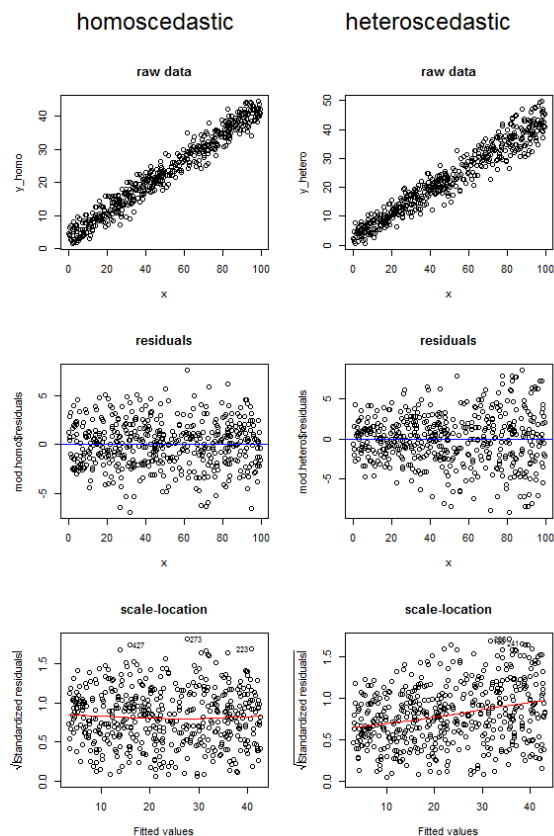 homoscedastic heteroscedastic
raw data raw data
y_homo
40
30
20
10
0
0 20 40 60 80 100
x
y_hetero
50
40
30
20
10
0
0 20 40 60 80 100
x
residuals residuals
mod.homo$residuals
5
0
-5
0 20 40 60 80 100
x
mod.hetero$residuals
5
0
-5
0 20 40 60 80 100
x
scale-location scale-location
√|Standardized residuals|
1.5
1.0
0.5
0.0
427
273
223
10 20 30 40
Fitted values
√|Standardized residuals|
1.5
1.0
0.5
0.0
241
10 20 30 40
Fitted values